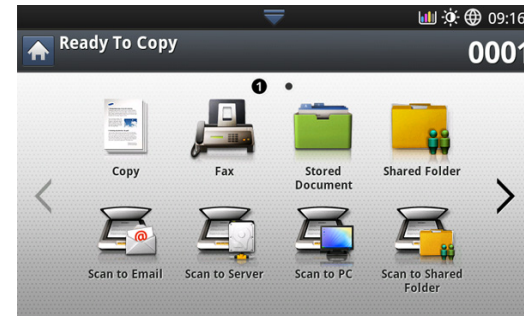 09:16
Ready To Copy
0001
1
Copy
Fax
Stored
Document
Shared Folder
Scan to Email
Scan to Server
Scan to PC
Scan to Shared
Folder